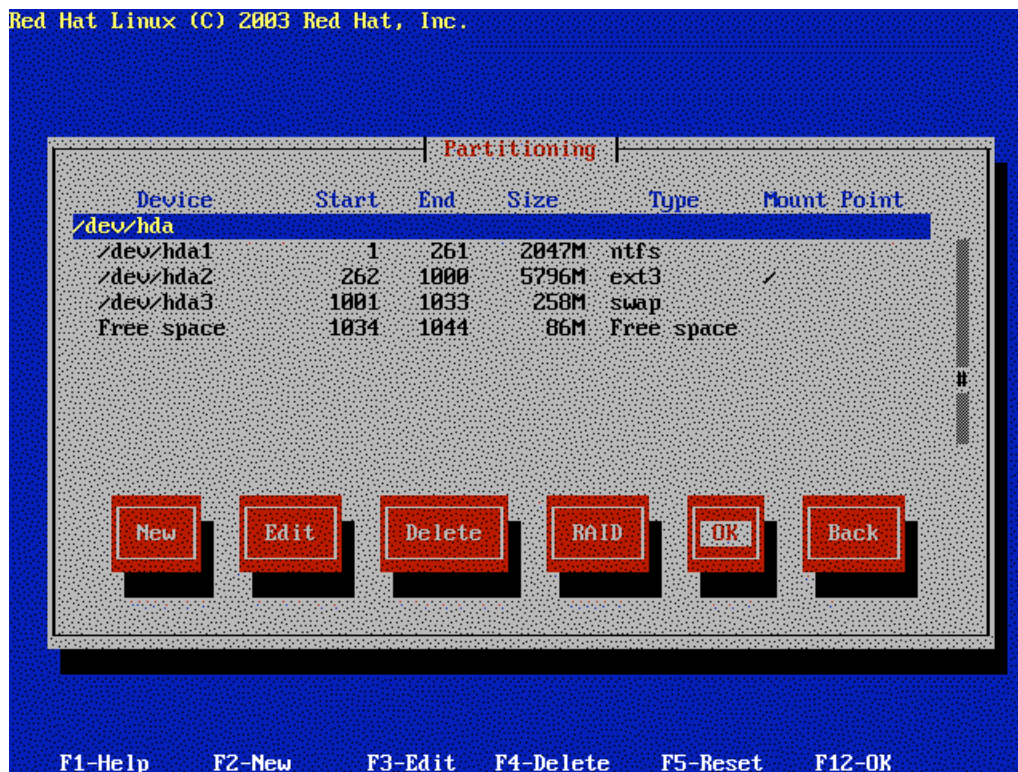 Red Hat Linux (C) 2003 Red Hat, Inc.
Partitioning
Device Start End Size Type Mount Point
/dev/hda
/dev/hda1 1 261 2047M ntfs
/dev/hda2 262 1000 5796M ext3 /
/dev/hda3 1001 1033 258M swap
Free space 1034 1044 86M Free space
#
New Edit Delete RAID OK Back
F1-Help F2-New F3-Edit F4-Delete F5-Reset F12-OK